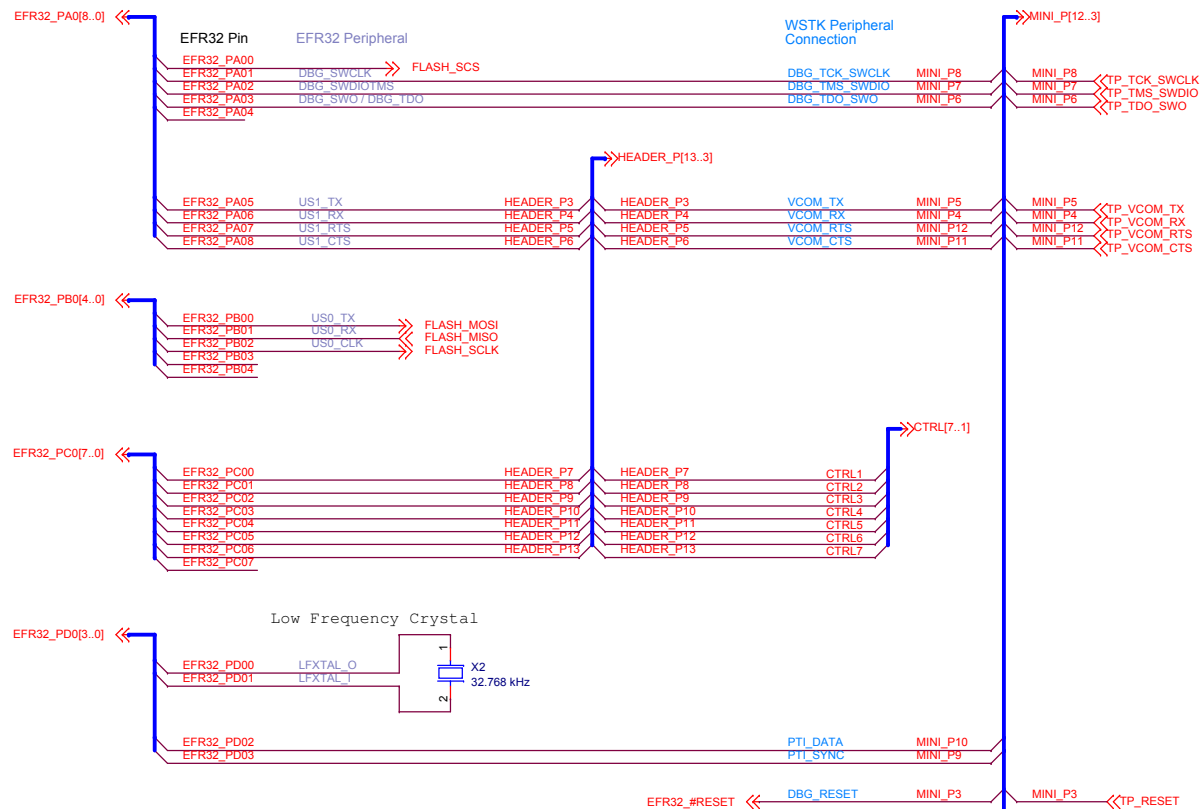 EFR32_PA0[8..0]
MINI_P[12..3]
EFR32 Pin EFR32 Peripheral WSTK Peripheral Connection
EFR32_PA00 FLASH_SCS
EFR32_PA01 DBG_SWCLK DBG_TCK_SWCLK MINI_P8 MINI_P8 TP_TCK_SWCLK
EFR32_PA02 DBG_SWDIOTMS DBG_TMS_SWDIO MINI_P7 MINI_P7 TP_TMS_SWDIO
EFR32_PA03 DBG_SWO / DBG_TDO DBG_TDO_SWO MINI_P6 MINI_P6 TP_TDO_SWO
EFR32_PA04
HEADER_P[13..3]
EFR32_PA05 US1_TX HEADER_P3 HEADER_P3 VCOM_TX MINI_P5 MINI_P5 TP_VCOM_TX
EFR32_PA06 US1_RX HEADER_P4 HEADER_P4 VCOM_RX MINI_P4 MINI_P4 TP_VCOM_RX
EFR32_PA07 US1_RTS HEADER_P5 HEADER_P5 VCOM_RTS MINI_P12 MINI_P12 TP_VCOM_RTS
EFR32_PA08 US1_CTS HEADER_P6 HEADER_P6 VCOM_CTS MINI_P11 MINI_P11 TP_VCOM_CTS
EFR32_PB0[4..0]
EFR32_PB00 US0_TX FLASH_MOSI
EFR32_PB01 US0_RX FLASH_MISO
EFR32_PB02 US0_CLK FLASH_SCLK
EFR32_PB03
EFR32_PB04
CTRL[7..1]
EFR32_PC0[7..0]
EFR32_PC00 HEADER_P7 HEADER_P7 CTRL1
EFR32_PC01 HEADER_P8 HEADER_P8 CTRL2
EFR32_PC02 HEADER_P9 HEADER_P9 CTRL3
EFR32_PC03 HEADER_P10 HEADER_P10 CTRL4
EFR32_PC04 HEADER_P11 HEADER_P11 CTRL5
EFR32_PC05 HEADER_P12 HEADER_P12 CTRL6
EFR32_PC06 HEADER_P13 HEADER_P13 CTRL7
EFR32_PC07
Low Frequency Crystal
EFR32_PD0[3..0]
EFR32_PD00 LFXTAL_O 1 X2
EFR32_PD01 LFXTAL_I 2 32.768 kHz
EFR32_PD02 PTI_DATA MINI_P10
EFR32_PD03 PTI_SYNC MINI_P9
EFR32_#RESET DBG_RESET MINI_P3 MINI_P3 TP_RESET